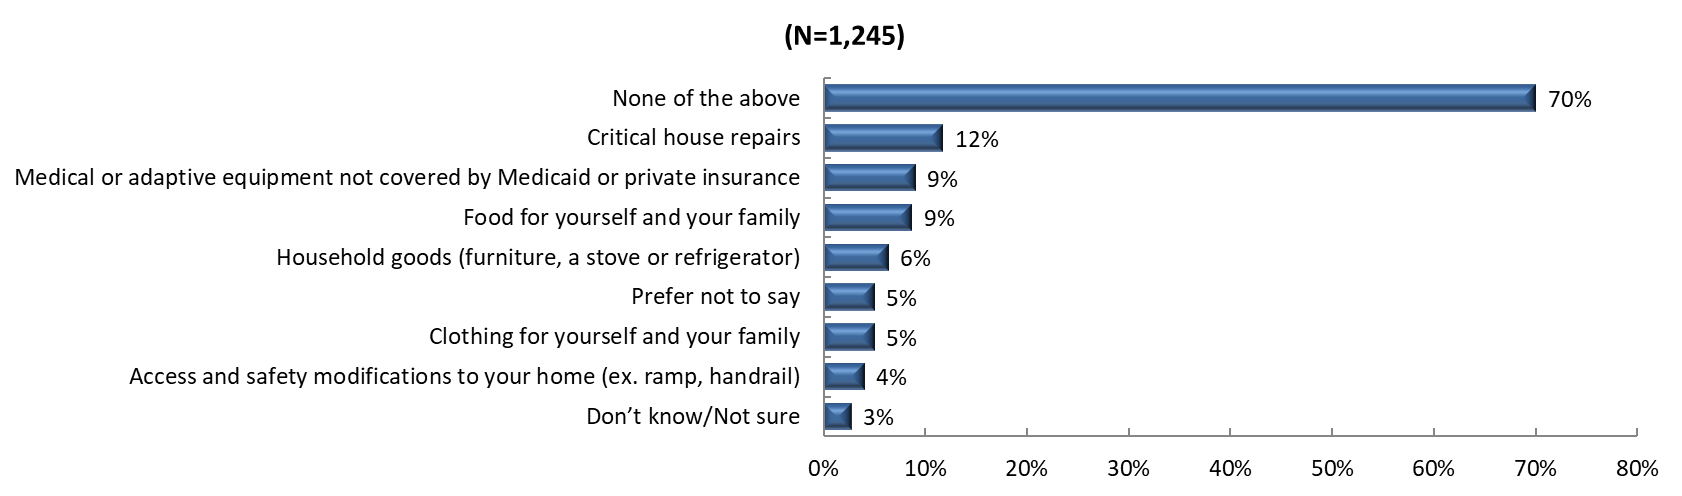 (N=1,245)
None of the above 70%
Critical house repairs 12%
Medical or adaptive equipment not covered by Medicaid or private insurance 9%
Food for yourself and your family 9%
Household goods (furniture, a stove or refrigerator) 6%
Prefer not to say 5%
Clothing for yourself and your family 5%
Access and safety modifications to your home (ex. ramp, handrail) 4%
Don’t know/Not sure 3%
0% 10% 20% 30% 40% 50% 60% 70% 80%